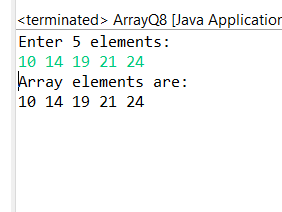 <terminated> ArrayQ8 [Java Application
Enter 5 elements:
10 14 19 21 24
Array elements are:
10 14 19 21 24